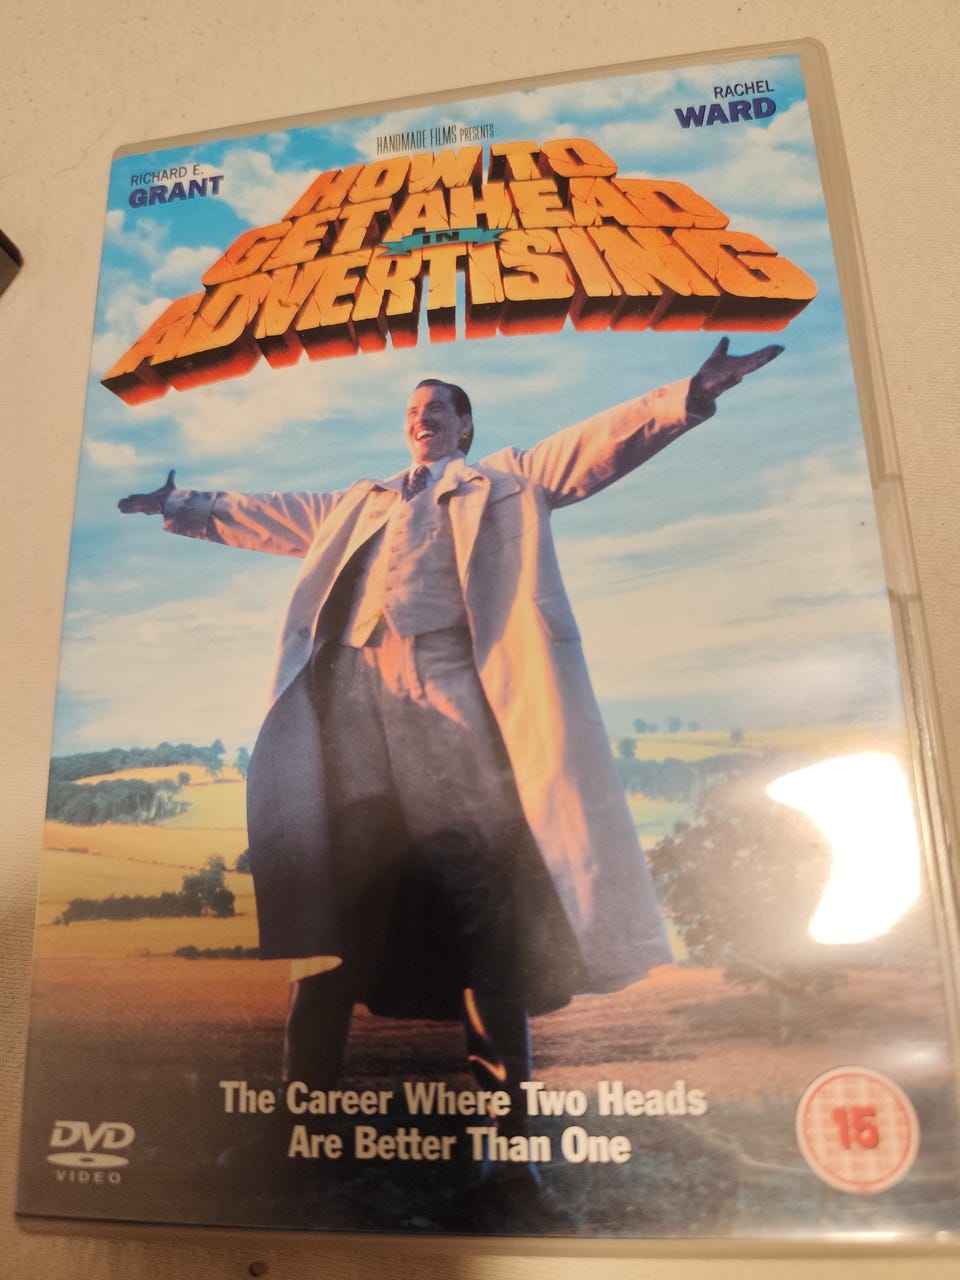 RACHEL
WARD
HANDMADE FILMS PRESENTS
RICHARD E.
GRANT
HOW TO
GET AHEAD
IN
ADVERTISING
The Career Where Two Heads
Are Better Than One
DVD
VIDEO
15